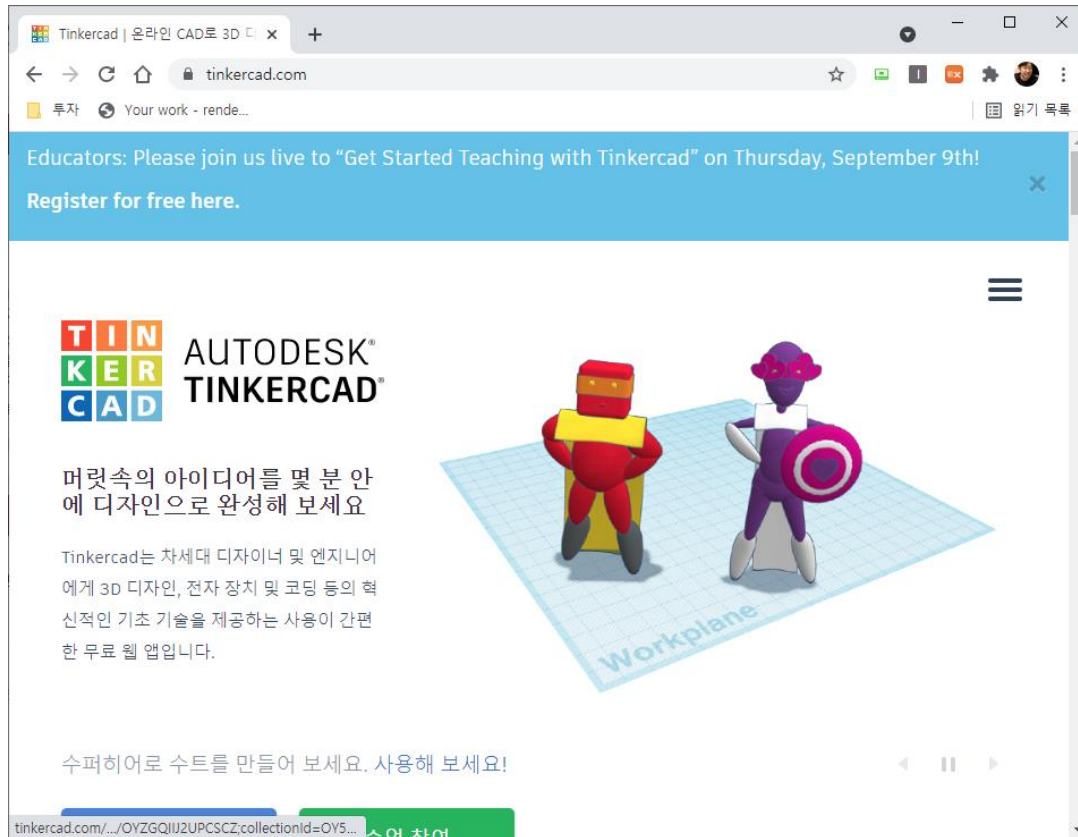 Tinkercad | 온라인 CAD로 3D 디
tinkercad.com
투자
Your work - rende...
읽기 목록
Educators: Please join us live to “Get Started Teaching with Tinkercad” on Thursday, September 9th!
Register for free here.
TIN
KER
CAD
AUTODESK®
TINKERCAD®
머릿속의 아이디어를 몇 분 안
에 디자인으로 완성해 보세요
Tinkercad는 차세대 디자이너 및 엔지니어
에게 3D 디자인, 전자 장치 및 코딩 등의 혁
신적인 기초 기술을 제공하는 사용이 간편
한 무료 웹 앱입니다.
Workplane
수퍼히어로 수트를 만들어 보세요. 사용해 보세요!
tinkercad.com/.../OYZGQIIJ2UPCSCZ;collectionId=OY5...